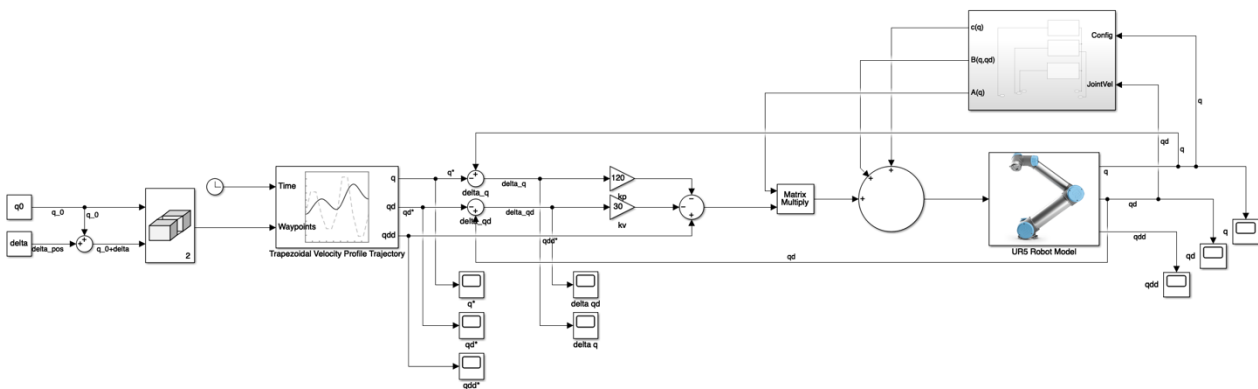 c(q)
Config
B(q,qd)
A(q)
JointVel
q
qd
q
Time
Waypoints
q
qd
qdd
Trapezoidal Velocity Profile Trajectory
q0
q_0
q_0
delta
delta_pos
q_0+delta
2
q*
delta_q
delta_q
120
kp
qd*
delta_qd
delta_qd
30
kv
qdd*
Matrix
Multiply
q
qd
qdd
UR5 Robot Model
qd
qd
q
qd
qdd
q*
delta qd
qd*
delta q
qdd*